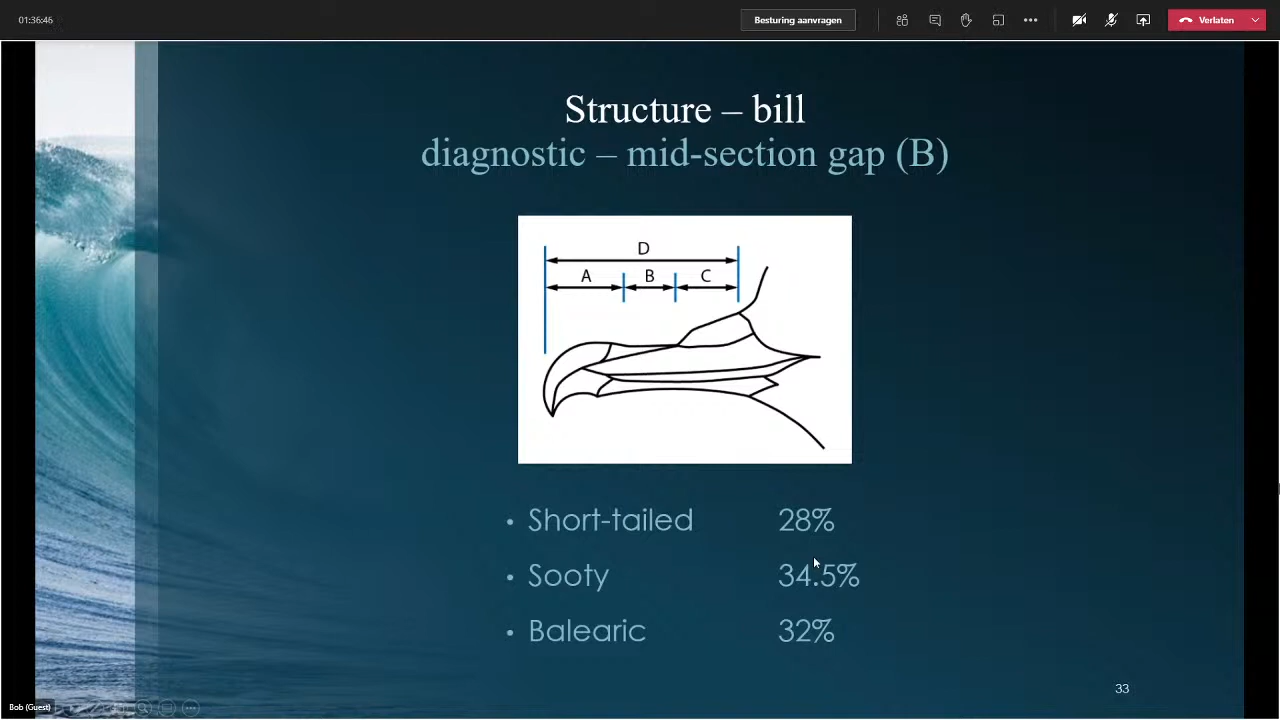 01:36:46
Besturing aanvragen
Verlaten
Structure – bill
diagnostic – mid-section gap (B)
D
A B C
• Short-tailed 28%
• Sooty 34.5%
• Balearic 32%
33
Bob (Guest)